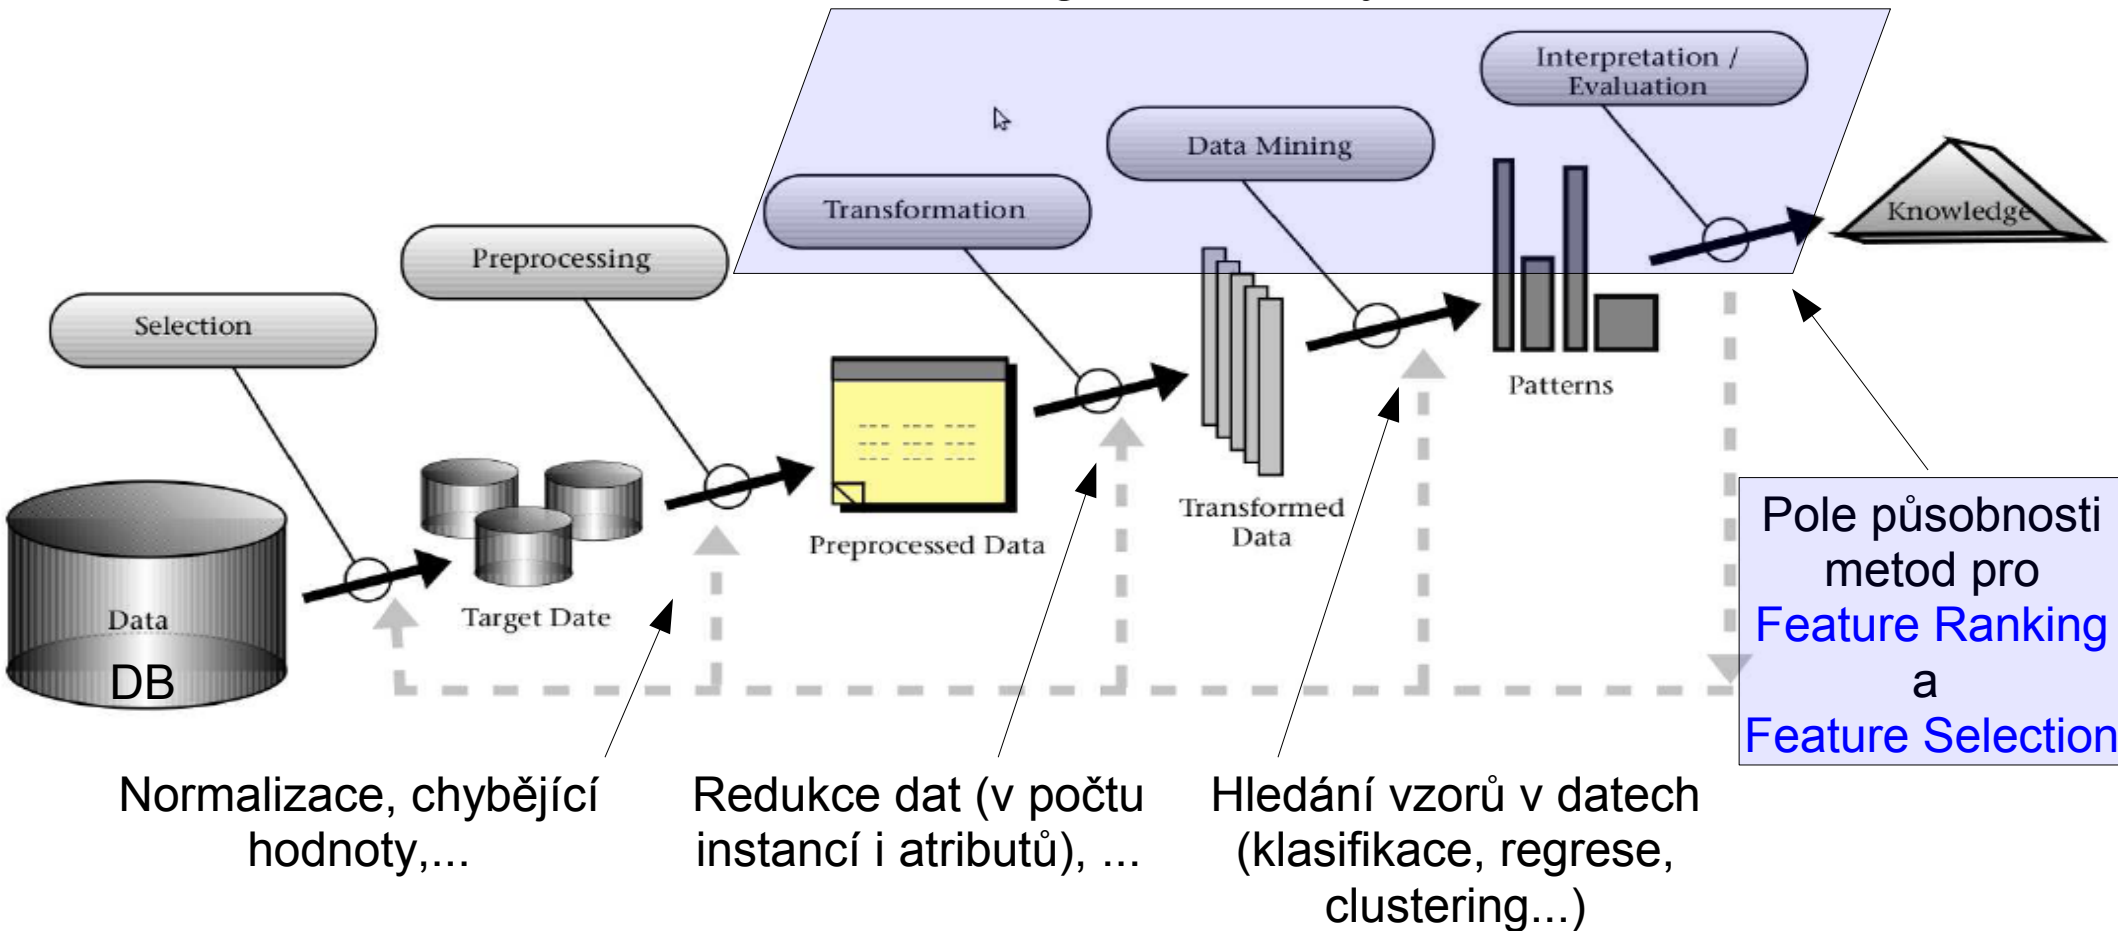 Interpretation /
Evaluation
Data Mining
Transformation
Knowledge
Preprocessing
Selection
Patterns
Transformed
Data
Preprocessed Data
Target Date
Data
DB
Pole působnosti
metod pro
Feature Ranking
a
Feature Selection
Normalizace, chybějící
hodnoty,...
Redukce dat (v počtu
instancí i atributů), ...
Hledání vzorů v datech
(klasifikace, regrese,
clustering...)